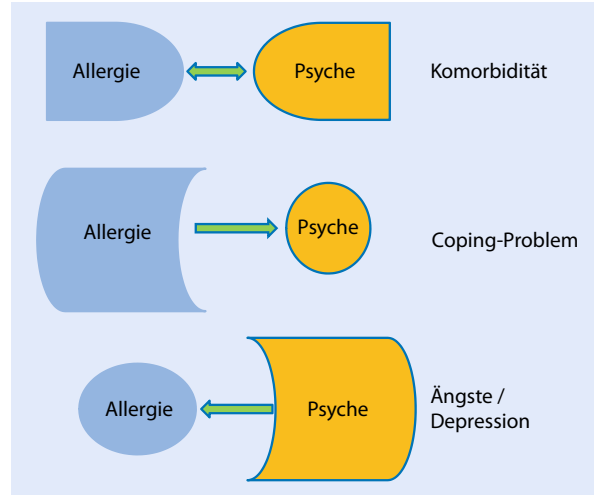 Allergie
Psyche
Komorbidität
Allergie
Psyche
Coping-Problem
Allergie
Psyche
Ängste /
Depression